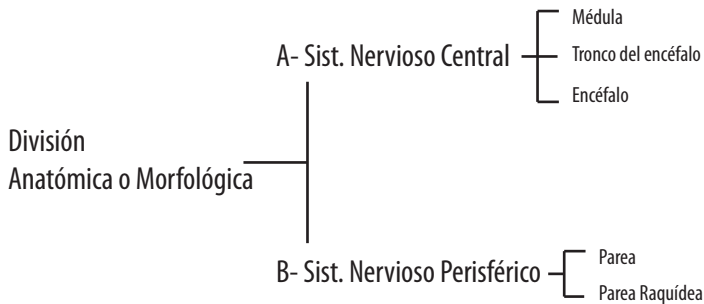 División
Anatómica o Morfológica
A- Sist. Nervioso Central
Médula
Tronco del encéfalo
Encéfalo
B- Sist. Nervioso Perisférico
Parea
Parea Raquídea